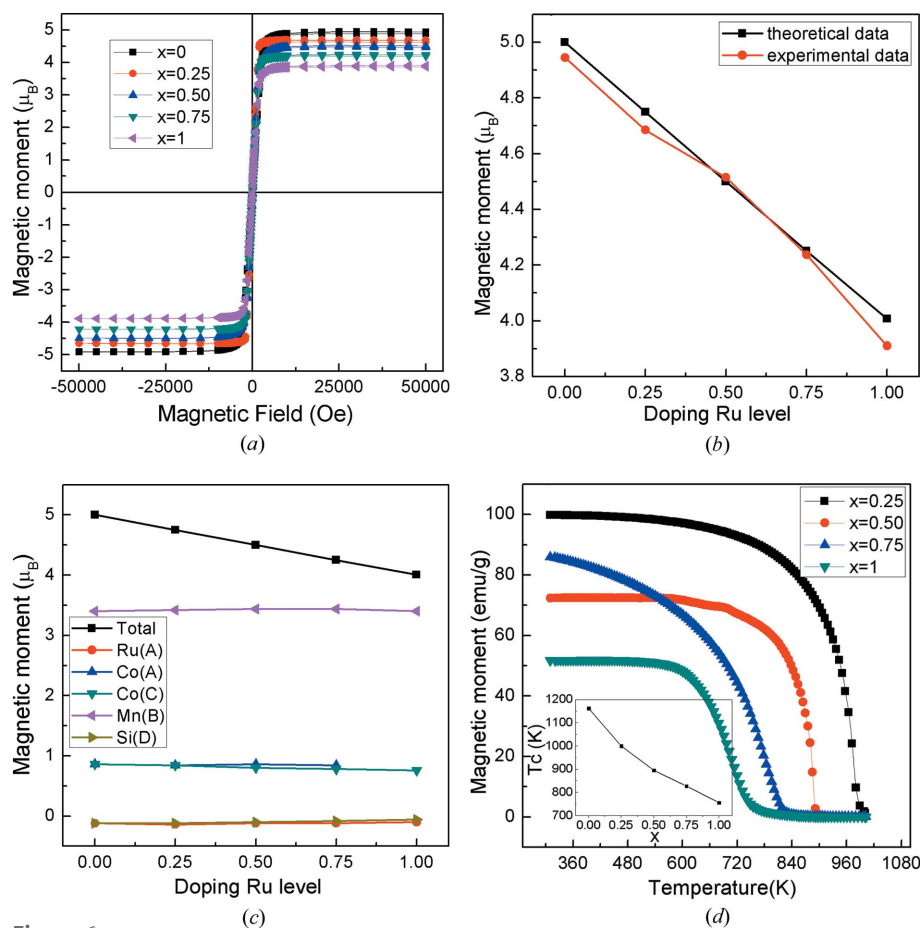 5
4
3
2
1
0
-1
-2
-3
-4
-5
Magnetic moment (μB)
x=0
x=0.25
x=0.50
x=0.75
x=1
-50000 -25000 0 25000 50000
Magnetic Field (Oe)
(a)
5.0
4.8
4.6
4.4
4.2
4.0
3.8
Magnetic moment (μB)
theoretical data
experimental data
0.00 0.25 0.50 0.75 1.00
Doping Ru level
(b)
5
4
3
2
1
0
Magnetic moment (μB)
Total
Ru(A)
Co(A)
Co(C)
Mn(B)
Si(D)
0.00 0.25 0.50 0.75 1.00
Doping Ru level
(c)
100
80
60
40
20
0
Magnetic moment (emu/g)
x=0.25
x=0.50
x=0.75
x=1
1200
1100
1000
900
800
700
Tc (K)
0.00 0.25 0.50 0.75 1.00
X
360 480 600 720 840 960 1080
Temperature(K)
(d)